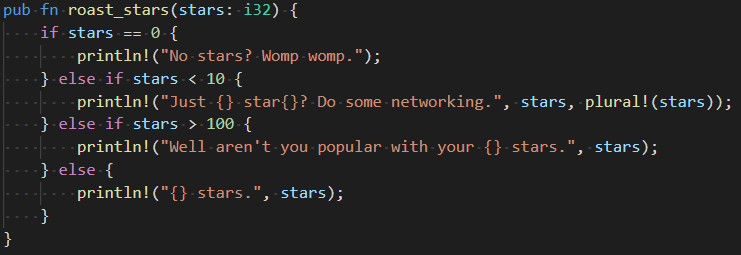 pub fn roast_stars(stars: i32) {
    if stars == 0 {
        println!("No stars? Womp womp.");
    } else if stars < 10 {
        println!("Just {} star{}? Do some networking.", stars, plural!(stars));
    } else if stars > 100 {
        println!("Well aren't you popular with your {} stars.", stars);
    } else {
        println!("{} stars.", stars);
    }
}